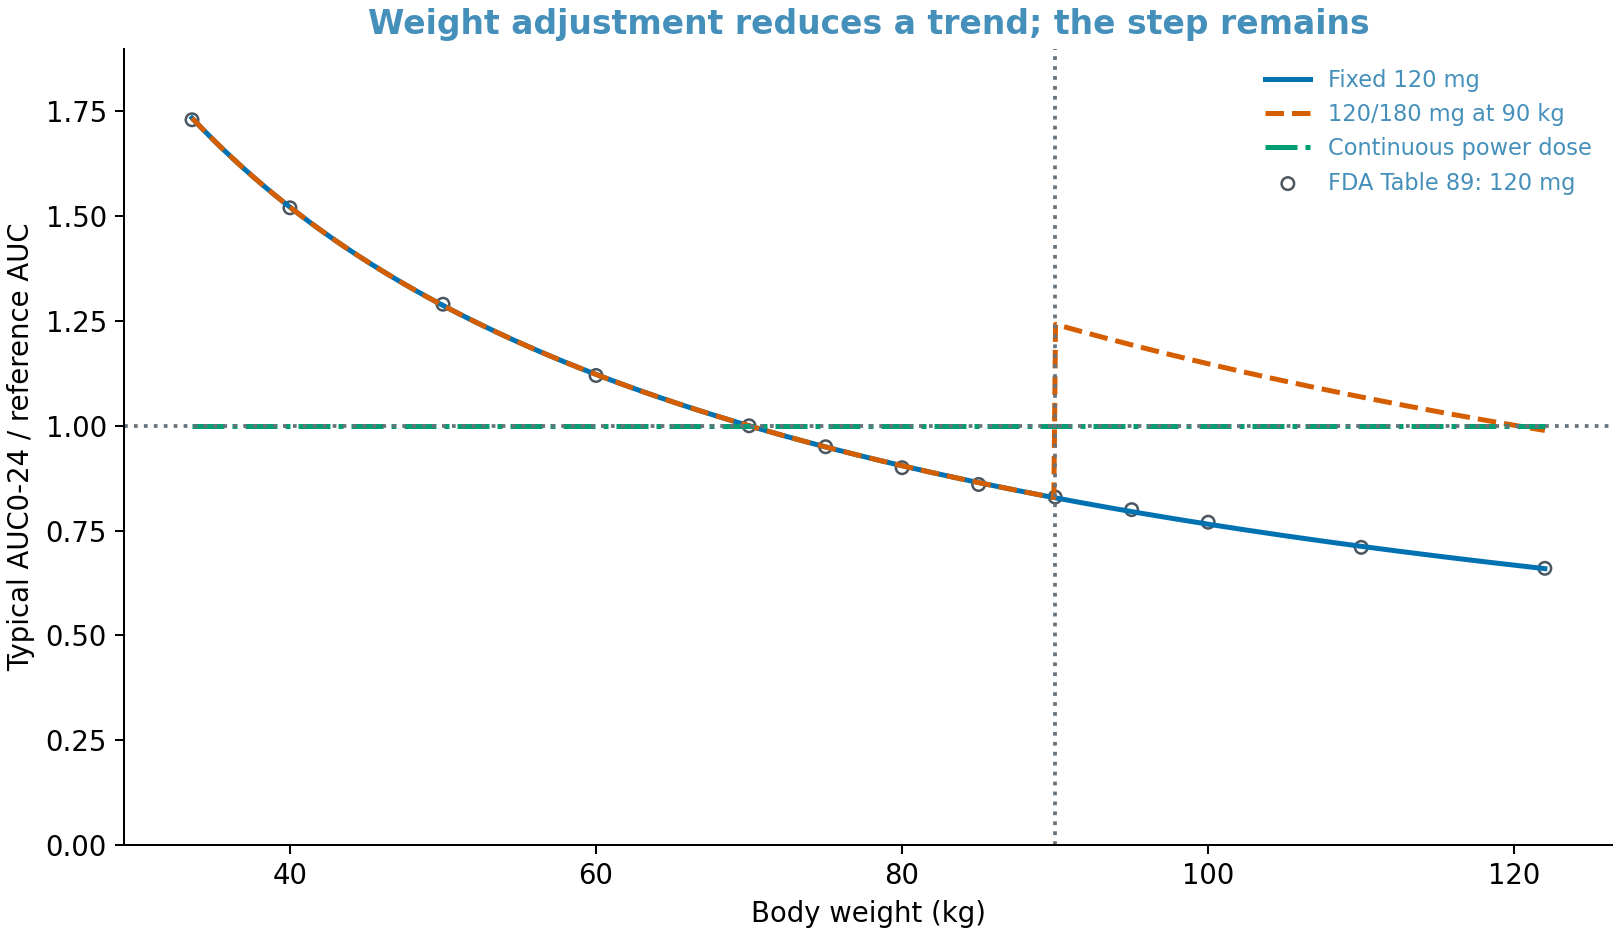 Weight adjustment reduces a trend; the step remains
Fixed 120 mg
120/180 mg at 90 kg
Continuous power dose
FDA Table 89: 120 mg
Typical AUC0-24 / reference AUC
1.75
1.50
1.25
1.00
0.75
0.50
0.25
0.00
40 60 80 100 120
Body weight (kg)